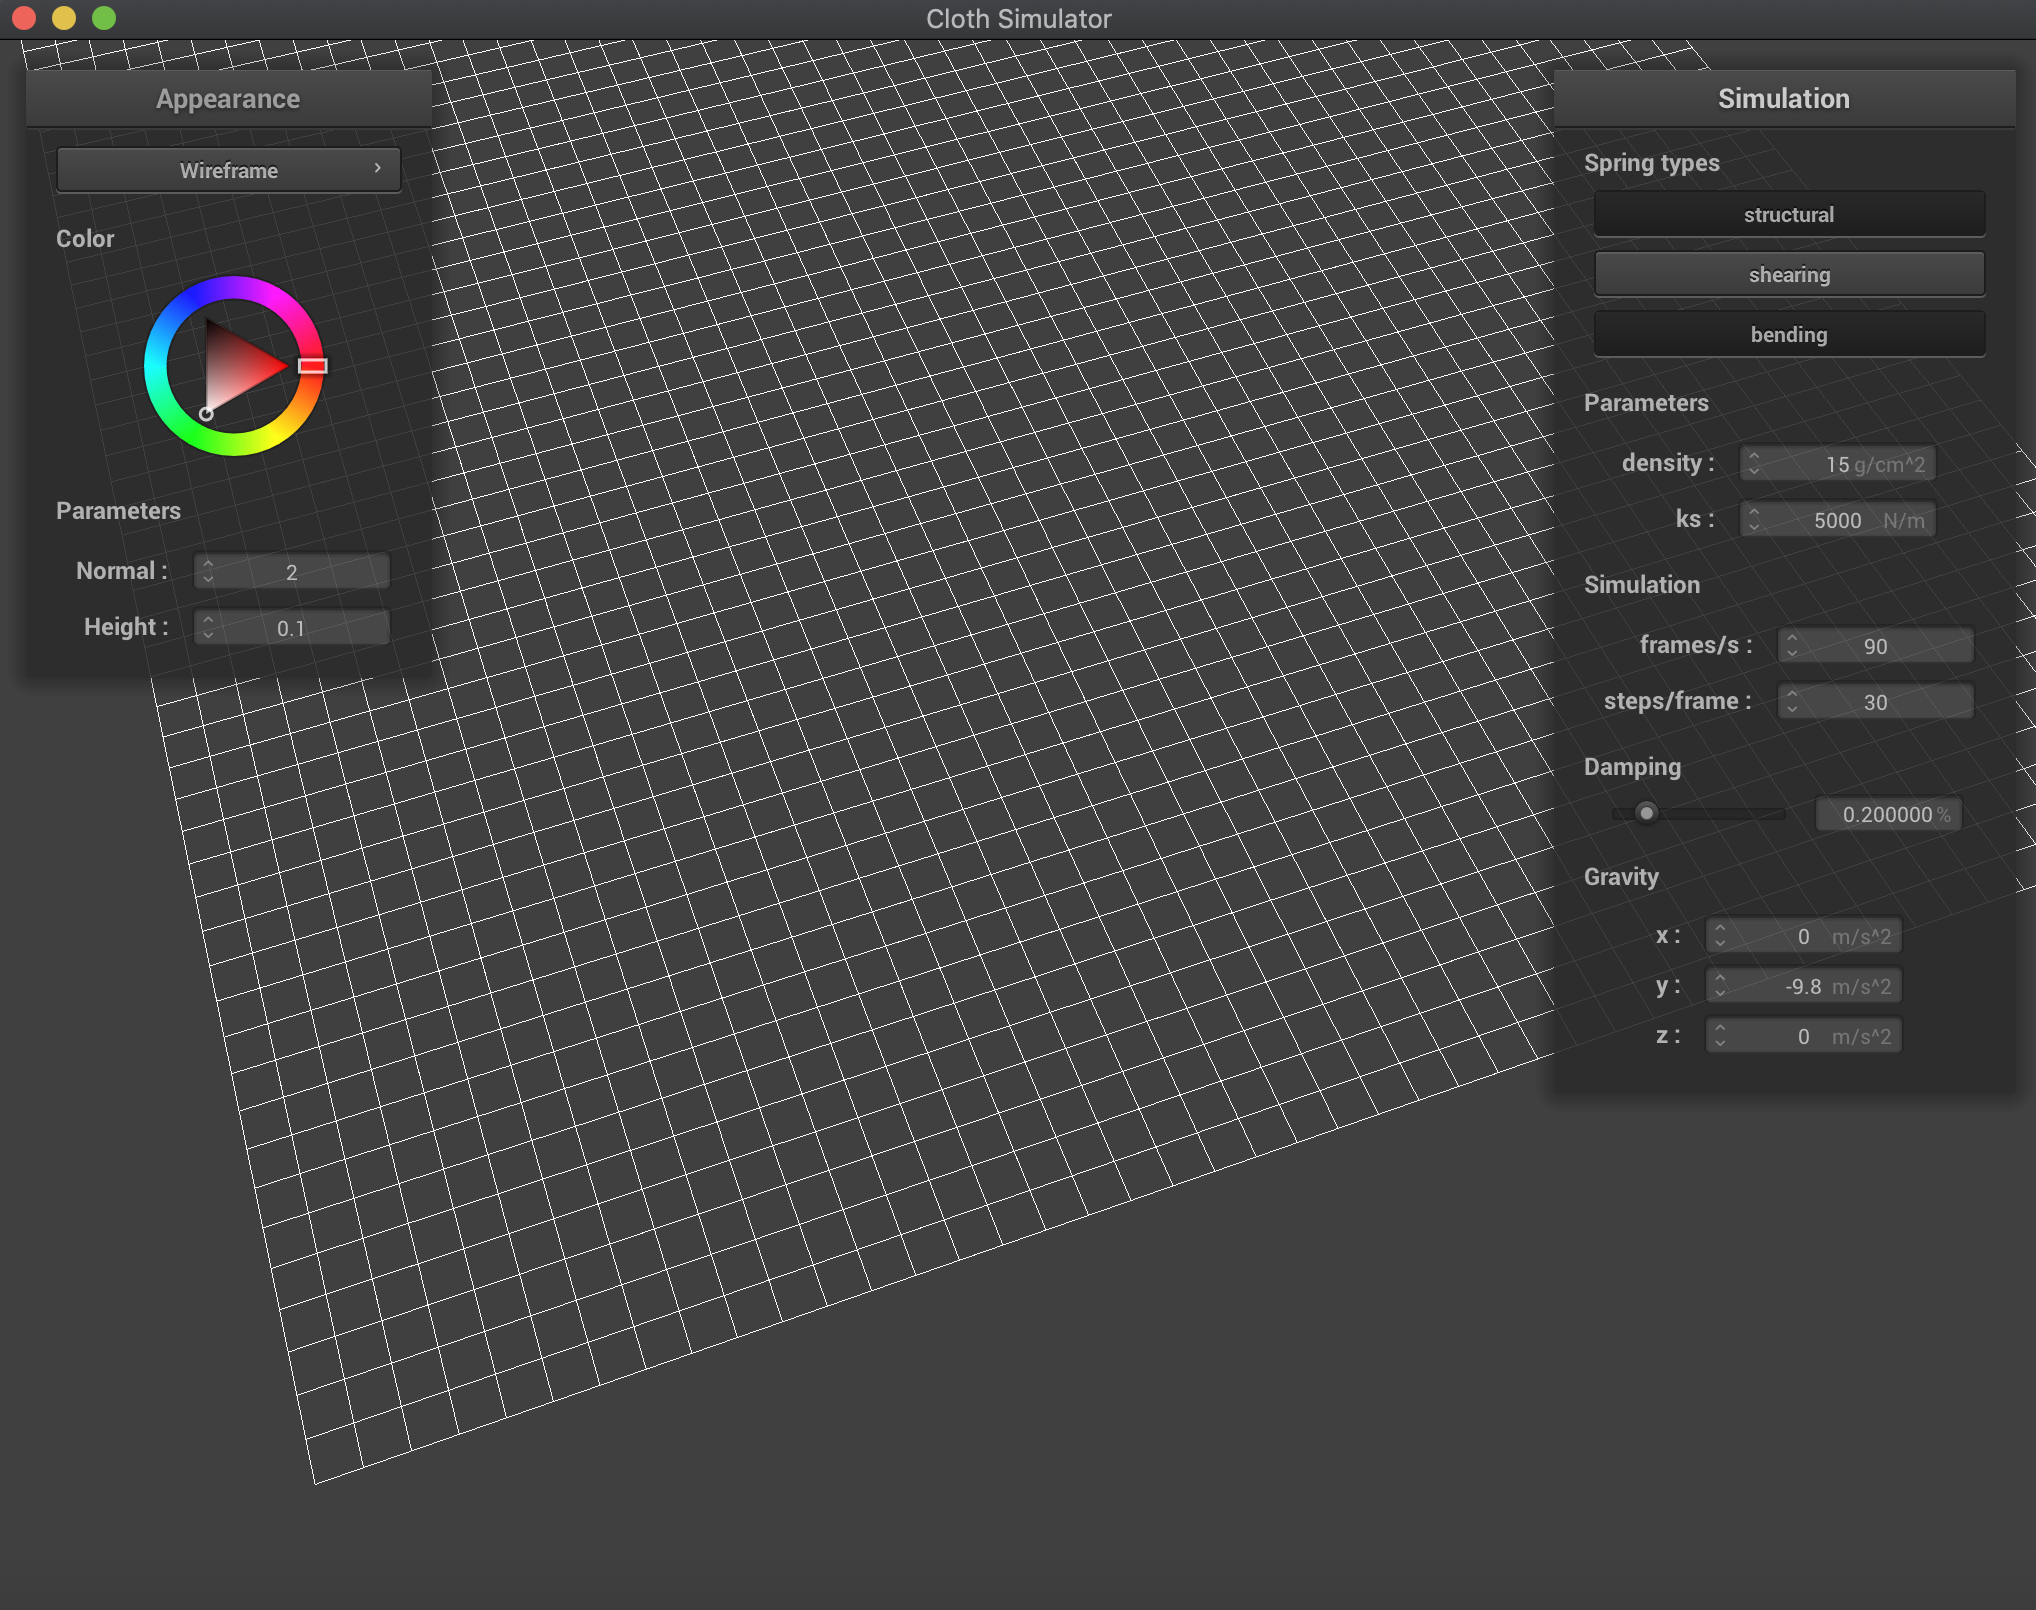 Cloth Simulator
Appearance
Wireframe
Color
Parameters
Normal : 2
Height : 0.1
Simulation
Spring types
structural
shearing
bending
Parameters
density : 15 g/cm^2
ks : 5000 N/m
Simulation
frames/s : 90
steps/frame : 30
Damping
0.200000 %
Gravity
x : 0 m/s^2
y : -9.8 m/s^2
z : 0 m/s^2